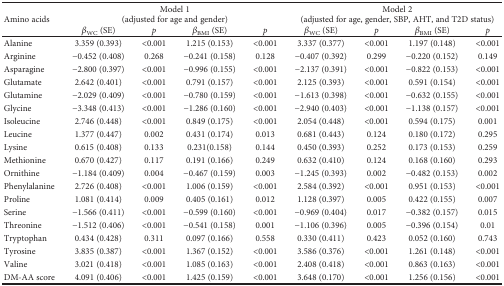 Amino acids Model 1 (adjusted for age and gender) Model 2 (adjusted for age, gender, SBP, AHT, and T2D status)
βWC (SE) p βBMI (SE) p βWC (SE) p βBMI (SE) p
Alanine 3.359 (0.393) <0.001 1.215 (0.153) <0.001 3.337 (0.377) <0.001 1.197 (0.148) <0.001
Arginine −0.452 (0.408) 0.268 −0.241 (0.158) 0.128 −0.407 (0.392) 0.299 −0.220 (0.152) 0.149
Asparagine −2.800 (0.397) <0.001 −0.996 (0.155) <0.001 −2.137 (0.391) <0.001 −0.822 (0.153) <0.001
Glutamate 2.642 (0.401) <0.001 0.791 (0.157) <0.001 2.125 (0.393) <0.001 0.591 (0.154) <0.001
Glutamine −2.029 (0.409) <0.001 −0.780 (0.159) <0.001 −1.613 (0.398) <0.001 −0.632 (0.155) <0.001
Glycine −3.348 (0.413) <0.001 −1.286 (0.160) <0.001 −2.940 (0.403) <0.001 −1.138 (0.157) <0.001
Isoleucine 2.746 (0.448) <0.001 0.849 (0.175) <0.001 2.054 (0.448) <0.001 0.594 (0.175) 0.001
Leucine 1.377 (0.447) 0.002 0.431 (0.174) 0.013 0.681 (0.443) 0.124 0.180 (0.172) 0.295
Lysine 0.615 (0.408) 0.133 0.231(0.158) 0.144 0.450 (0.393) 0.252 0.173 (0.153) 0.259
Methionine 0.670 (0.427) 0.117 0.191 (0.166) 0.249 0.632 (0.410) 0.124 0.168 (0.160) 0.293
Ornithine −1.184 (0.409) 0.004 −0.467 (0.159) 0.003 −1.245 (0.393) 0.002 −0.482 (0.153) 0.002
Phenylalanine 2.726 (0.408) <0.001 1.006 (0.159) <0.001 2.584 (0.392) <0.001 0.951 (0.153) <0.001
Proline 1.081 (0.414) 0.009 0.405 (0.161) 0.012 1.128 (0.397) 0.005 0.422 (0.155) 0.007
Serine −1.566 (0.411) <0.001 −0.599 (0.160) <0.001 −0.969 (0.404) 0.017 −0.382 (0.157) 0.015
Threonine −1.512 (0.406) <0.001 −0.541 (0.158) 0.001 −1.106 (0.396) 0.005 −0.396 (0.154) 0.01
Tryptophan 0.434 (0.428) 0.311 0.097 (0.166) 0.558 0.330 (0.411) 0.423 0.052 (0.160) 0.743
Tyrosine 3.835 (0.387) <0.001 1.367 (0.152) <0.001 3.586 (0.376) <0.001 1.261 (0.148) <0.001
Valine 3.021 (0.418) <0.001 1.085 (0.163) <0.001 2.408 (0.418) <0.001 0.863 (0.163) <0.001
DM-AA score 4.091 (0.406) <0.001 1.425 (0.159) <0.001 3.648 (0.170) <0.001 1.256 (0.156) <0.001